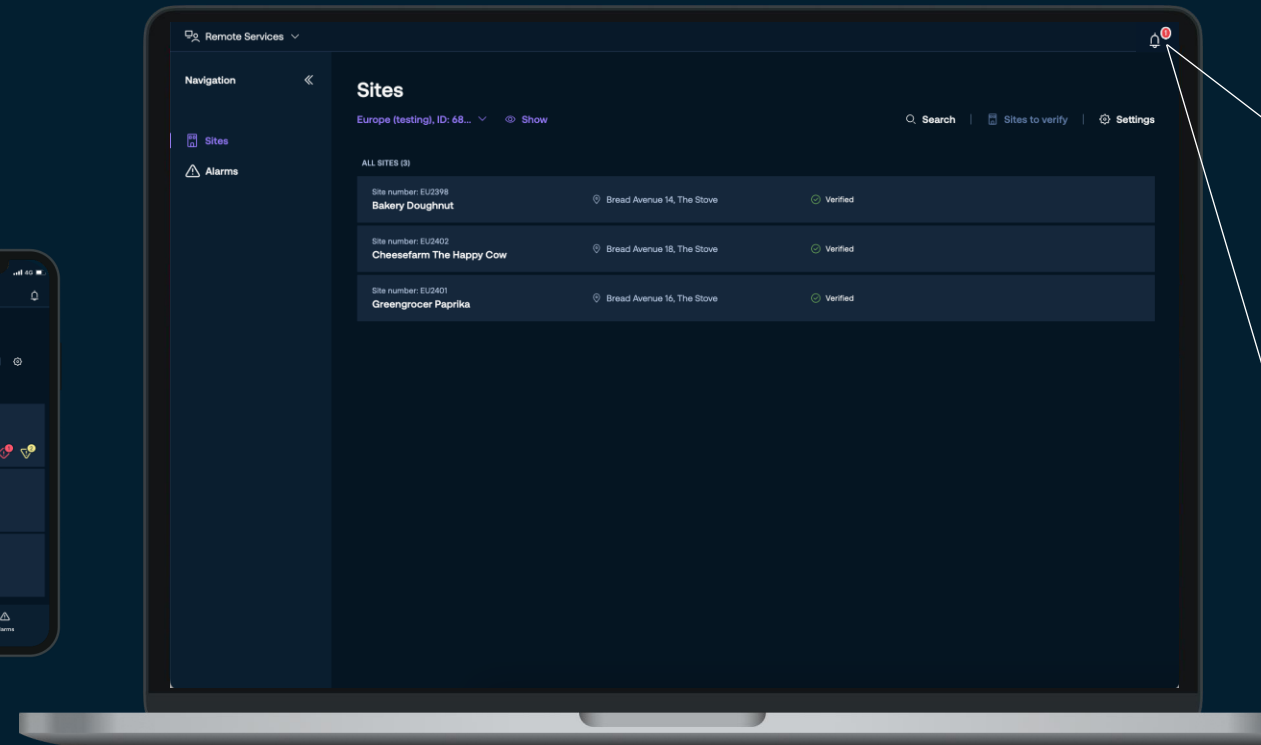 Remote Services
Navigation
Sites
Alarms
Sites
Europe (testing), ID: 68...
Show
Search
Sites to verify
Settings
ALL SITES (3)
Site number: EU2398
Bakery Doughnut
Bread Avenue 14, The Stove
Verified
Site number: EU2402
Cheesefarm The Happy Cow
Bread Avenue 18, The Stove
Verified
Site number: EU2401
Greengrocer Paprika
Bread Avenue 16, The Stove
Verified
4G
larms